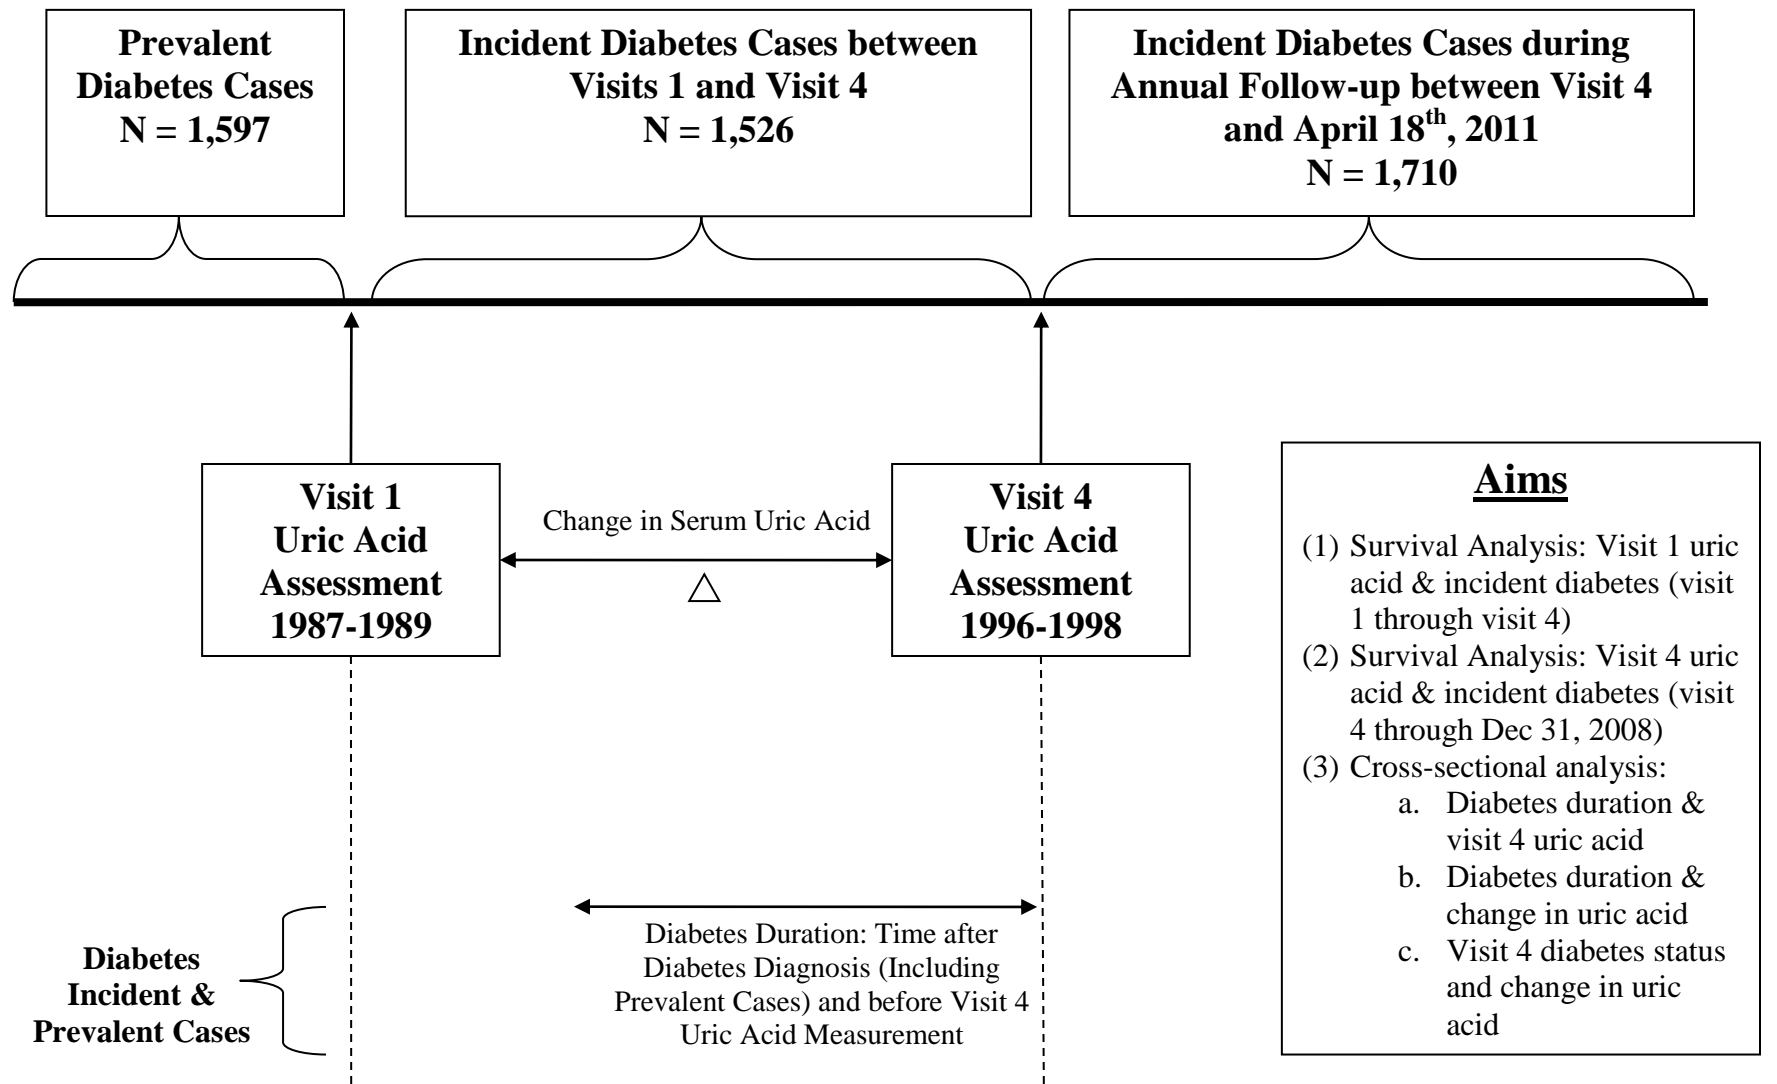 Prevalent
Diabetes Cases
N = 1,597
Incident Diabetes Cases between
Visits 1 and Visit 4
N = 1,526
Incident Diabetes Cases during
Annual Follow-up between Visit 4
and April 18th, 2011
N = 1,710
Visit 1
Uric Acid
Assessment
1987-1989
Change in Serum Uric Acid
△
Visit 4
Uric Acid
Assessment
1996-1998
Aims
(1) Survival Analysis: Visit 1 uric
acid & incident diabetes (visit
1 through visit 4)
(2) Survival Analysis: Visit 4 uric
acid & incident diabetes (visit
4 through Dec 31, 2008)
(3) Cross-sectional analysis:
a. Diabetes duration &
visit 4 uric acid
b. Diabetes duration &
change in uric acid
c. Visit 4 diabetes status
and change in uric
acid
Diabetes
Incident &
Prevalent Cases
Diabetes Duration: Time after
Diabetes Diagnosis (Including
Prevalent Cases) and before Visit 4
Uric Acid Measurement